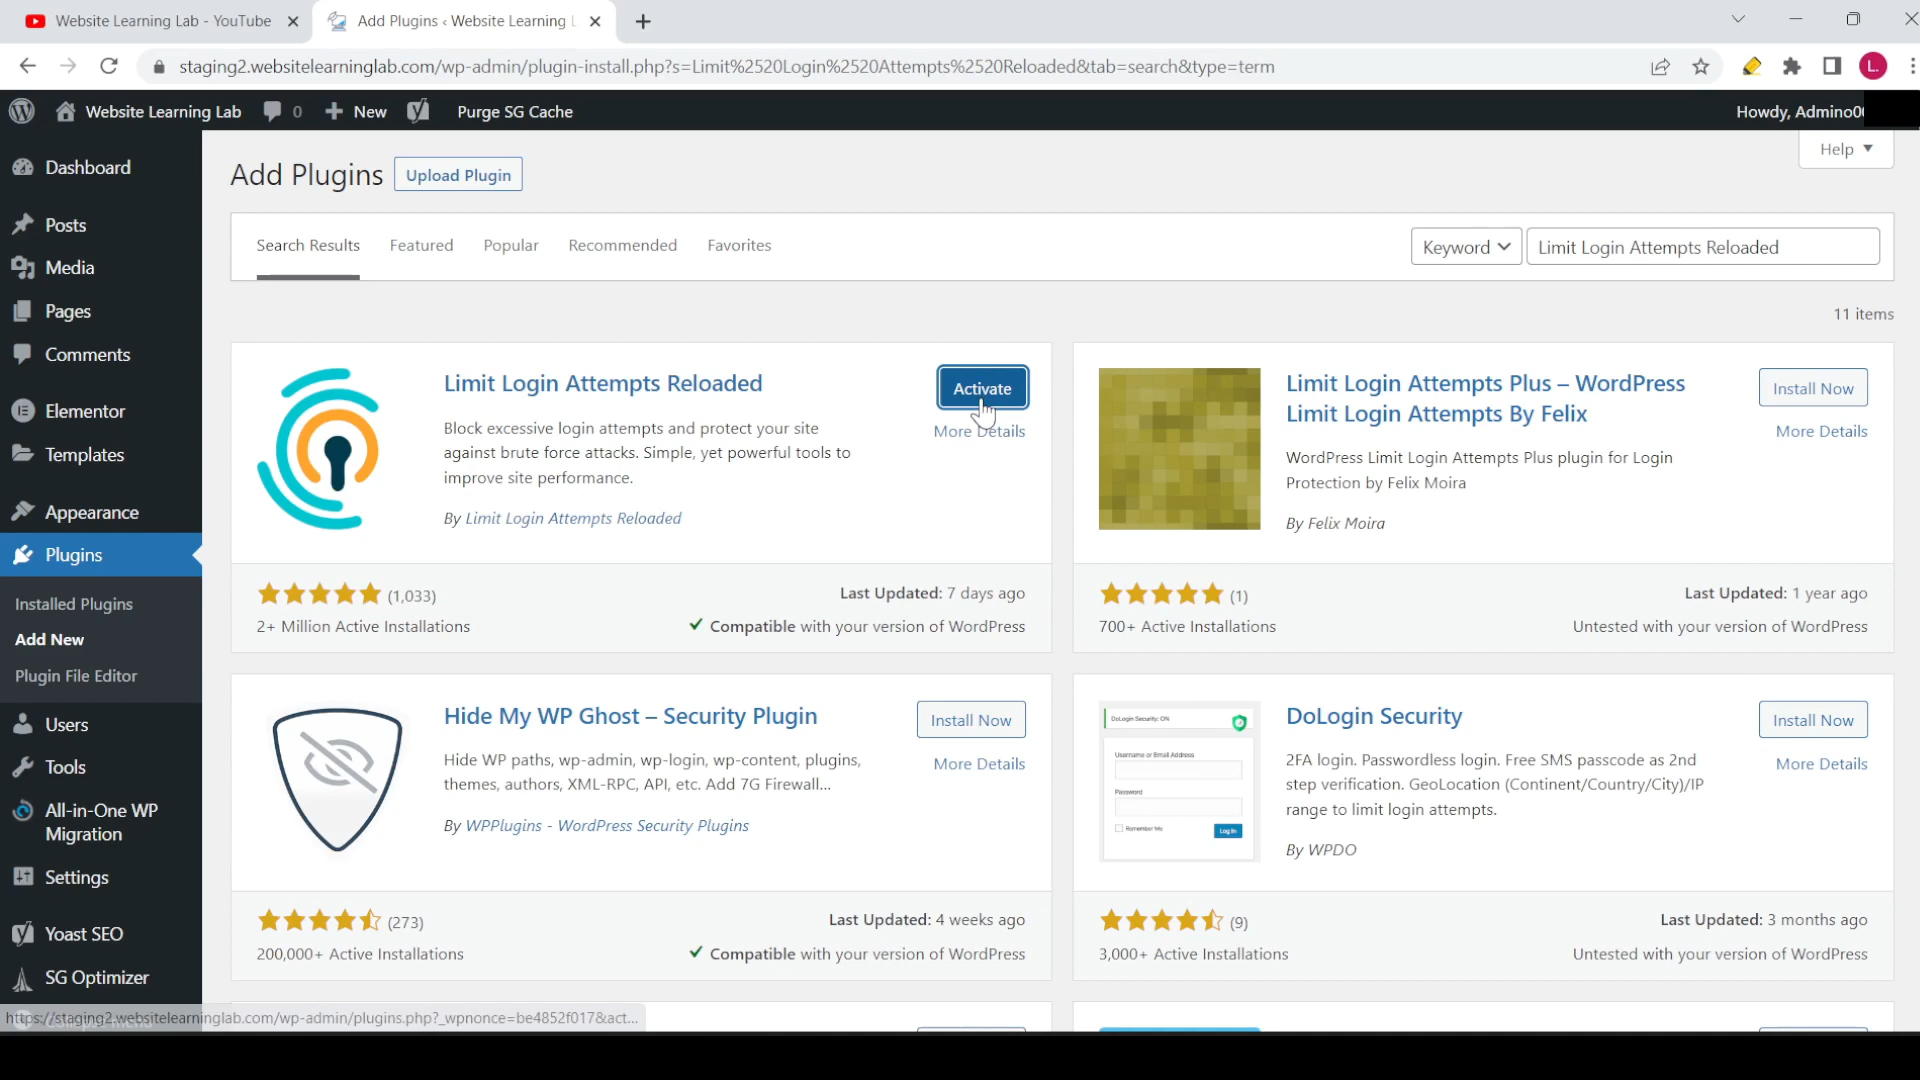 Website Learning Lab - YouTube
Add Plugins ‹ Website Learning L
staging2.websitelearninglab.com/wp-admin/plugin-install.php?s=Limit%2520Login%2520Attempts%2520Reloaded&tab=search&type=term
L.
Website Learning Lab
0
New
Purge SG Cache
Howdy, Admino0
Dashboard
Posts
Media
Pages
Comments
Elementor
Templates
Appearance
Plugins
Installed Plugins
Add New
Plugin File Editor
Users
Tools
All-in-One WP
Migration
Settings
Yoast SEO
SG Optimizer
Add Plugins
Upload Plugin
Help
Search Results
Featured
Popular
Recommended
Favorites
Keyword
Limit Login Attempts Reloaded
11 items
Limit Login Attempts Reloaded
Activate
More Details
Block excessive login attempts and protect your site
against brute force attacks. Simple, yet powerful tools to
improve site performance.
By Limit Login Attempts Reloaded
(1,033)
Last Updated: 7 days ago
2+ Million Active Installations
Compatible with your version of WordPress
Limit Login Attempts Plus – WordPress
Limit Login Attempts By Felix
Install Now
More Details
WordPress Limit Login Attempts Plus plugin for Login
Protection by Felix Moira
By Felix Moira
(1)
Last Updated: 1 year ago
700+ Active Installations
Untested with your version of WordPress
Hide My WP Ghost – Security Plugin
Install Now
More Details
Hide WP paths, wp-admin, wp-login, wp-content, plugins,
themes, authors, XML-RPC, API, etc. Add 7G Firewall...
By WPPlugins - WordPress Security Plugins
(273)
Last Updated: 4 weeks ago
200,000+ Active Installations
Compatible with your version of WordPress
DoLogin Security: ON
Username or Email Address
Password
Remember Me
Log In
DoLogin Security
Install Now
More Details
2FA login. Passwordless login. Free SMS passcode as 2nd
step verification. GeoLocation (Continent/Country/City)/IP
range to limit login attempts.
By WPDO
(9)
Last Updated: 3 months ago
3,000+ Active Installations
Untested with your version of WordPress
https://staging2.websitelearninglab.com/wp-admin/plugins.php?_wpnonce=be4852f017&act...